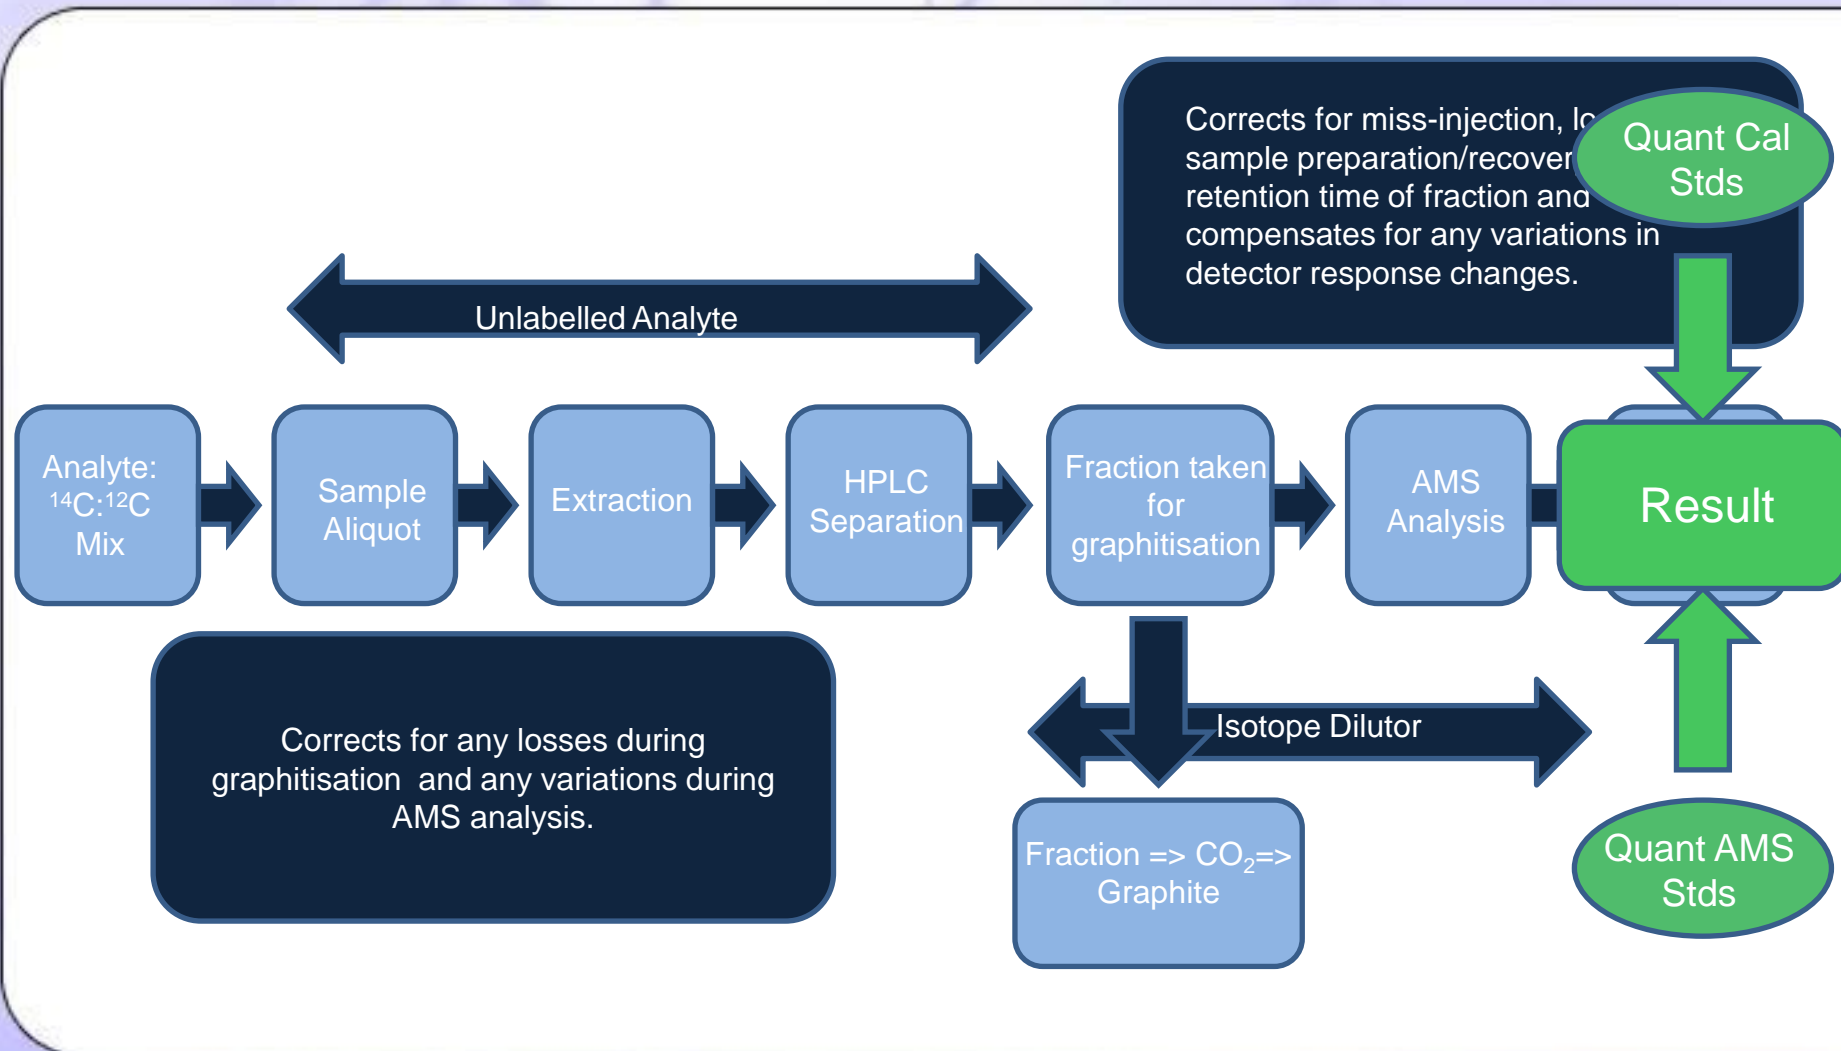 Corrects for miss-injection,
sample preparation/
retention time of fraction and
compensates for any variations in
detector response changes.
Quant Cal
Stds
Unlabelled Analyte
Analyte:
¹⁴C:¹²C
Mix
Sample
Aliquot
Extraction
HPLC
Separation
Fraction taken
for
graphitisation
AMS
Analysis
Result
Corrects for any losses during
graphitisation and any variations during
AMS analysis.
Isotope Dilutor
Fraction => CO₂=>
Graphite
Quant AMS
Stds